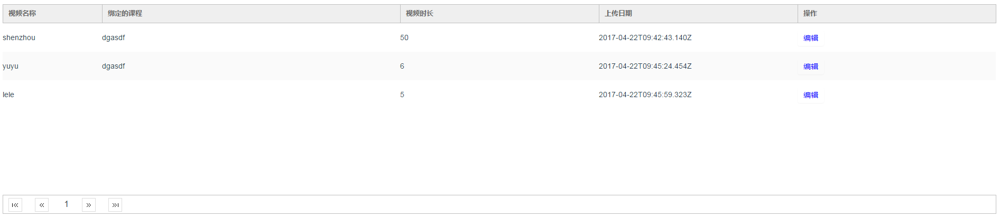 视频名称 绑定的课程 视频时长 上传日期 操作
shenzhou dgasdf 50 2017-04-22T09:42:43.140Z 编辑
yuyu dgasdf 6 2017-04-22T09:45:24.454Z 编辑
lele 5 2017-04-22T09:45:59.323Z 编辑
1